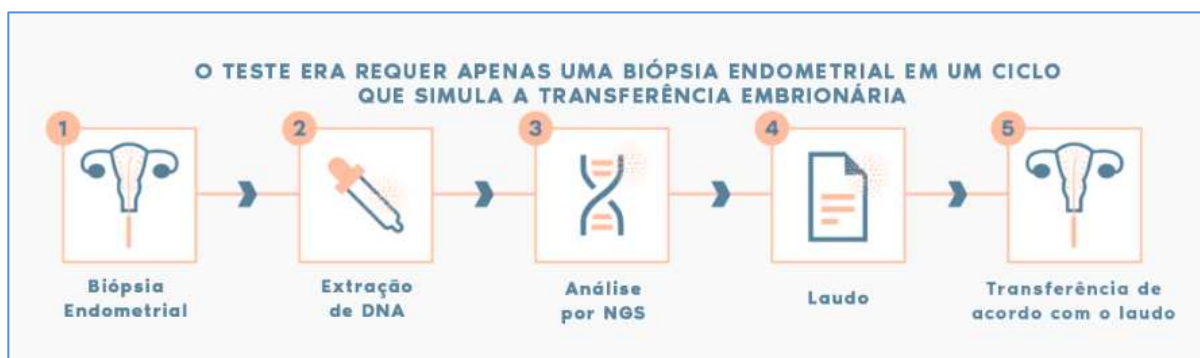 O TESTE ERA REQUER APENAS UMA BIÓPSIA ENDOMETRIAL EM UM CICLO
QUE SIMULA A TRANSFERÊNCIA EMBRIONÁRIA
1
2
3
4
5
Biópsia
Endometrial
Extração
de DNA
Análise
por NGS
Laudo
Transferência de
acordo com o laudo